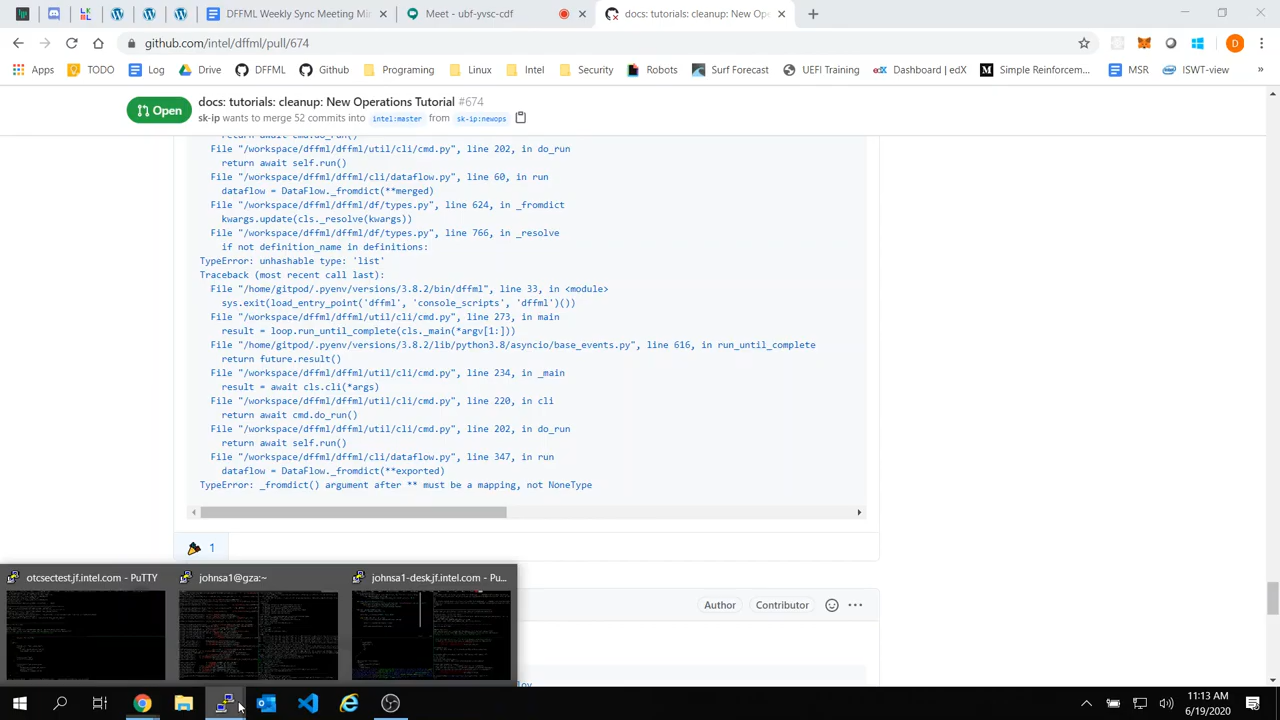 DFFML Weekly Sync Meeting Mi
Meet - ubf-yvsc-cdf
docs: tutorials: cleanup: New Ope
github.com/intel/dffml/pull/674
D
Apps
TODO
Log
Drive
DFFML
Github
Programming
Linux
Intel
Security
Robots
Surf Forecast
UEFI Training
Dashboard | edX
Simple Reinforcem...
MSR
ISWT-view
»
Open
docs: tutorials: cleanup: New Operations Tutorial #674
sk-ip wants to merge 52 commits into intel:master from sk-ip:newops
return await cmd.do_run()
File "/workspace/dffml/dffml/util/cli/cmd.py", line 202, in do_run
return await self.run()
File "/workspace/dffml/dffml/cli/dataflow.py", line 60, in run
dataflow = DataFlow._fromdict(**merged)
File "/workspace/dffml/dffml/df/types.py", line 624, in _fromdict
kwargs.update(cls._resolve(kwargs))
File "/workspace/dffml/dffml/df/types.py", line 766, in _resolve
if not definition_name in definitions:
TypeError: unhashable type: 'list'
Traceback (most recent call last):
File "/home/gitpod/.pyenv/versions/3.8.2/bin/dffml", line 33, in <module>
sys.exit(load_entry_point('dffml', 'console_scripts', 'dffml')())
File "/workspace/dffml/dffml/util/cli/cmd.py", line 273, in main
result = loop.run_until_complete(cls._main(*argv[1:]))
File "/home/gitpod/.pyenv/versions/3.8.2/lib/python3.8/asyncio/base_events.py", line 616, in run_until_complete
return future.result()
File "/workspace/dffml/dffml/util/cli/cmd.py", line 234, in _main
result = await cls.cli(*args)
File "/workspace/dffml/dffml/util/cli/cmd.py", line 220, in cli
return await cmd.do_run()
File "/workspace/dffml/dffml/util/cli/cmd.py", line 202, in do_run
return await self.run()
File "/workspace/dffml/dffml/cli/dataflow.py", line 347, in run
dataflow = DataFlow._fromdict(**exported)
TypeError: _fromdict() argument after ** must be a mapping, not NoneType
1
otcsectest.jf.intel.com - PuTTY
johnsa1@gza:~
johnsa1-desk.jf.intel.com - Pu...
Author
Contributor
11:13 AM
6/19/2020